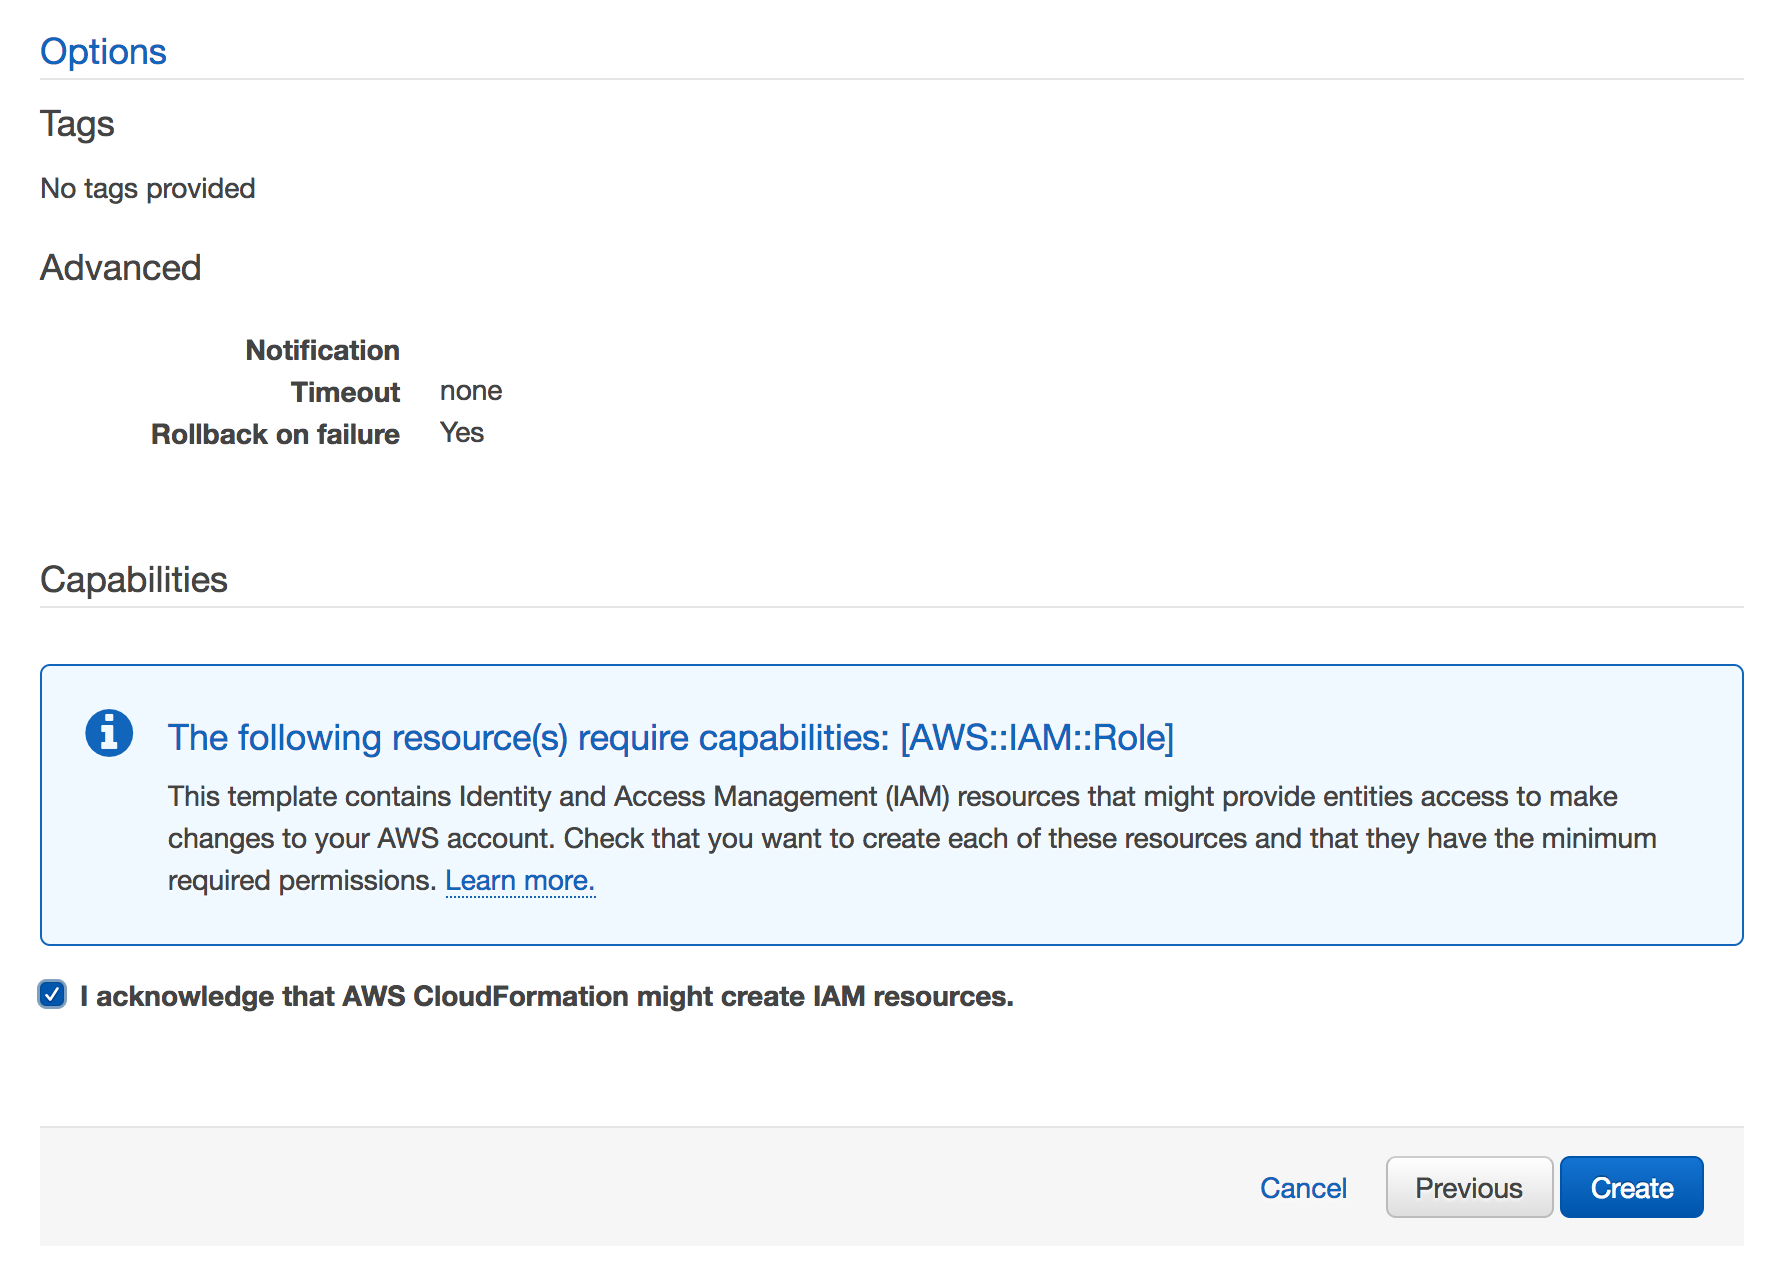 Options
Tags
No tags provided
Advanced
Notification
Timeout none
Rollback on failure Yes
Capabilities
The following resource(s) require capabilities: [AWS::IAM::Role]
This template contains Identity and Access Management (IAM) resources that might provide entities access to make
changes to your AWS account. Check that you want to create each of these resources and that they have the minimum
required permissions. Learn more.
I acknowledge that AWS CloudFormation might create IAM resources.
Cancel Previous Create